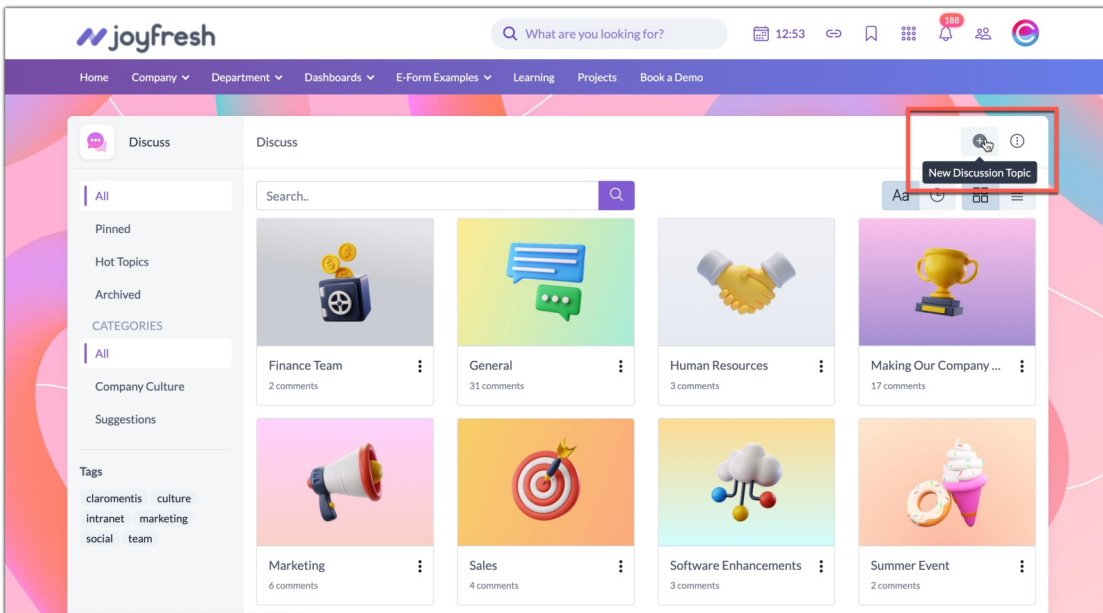 joyfresh
What are you looking for?
12:53
188
Home Company Department Dashboards E-Form Examples Learning Projects Book a Demo
Discuss
Discuss
New Discussion Topic
All
Pinned
Hot Topics
Archived
CATEGORIES
All
Company Culture
Suggestions
Tags
claromentis culture
intranet marketing
social team
Search..
Aa
Finance Team
2 comments
General
31 comments
Human Resources
3 comments
Making Our Company ...
17 comments
Marketing
6 comments
Sales
4 comments
Software Enhancements
3 comments
Summer Event
2 comments